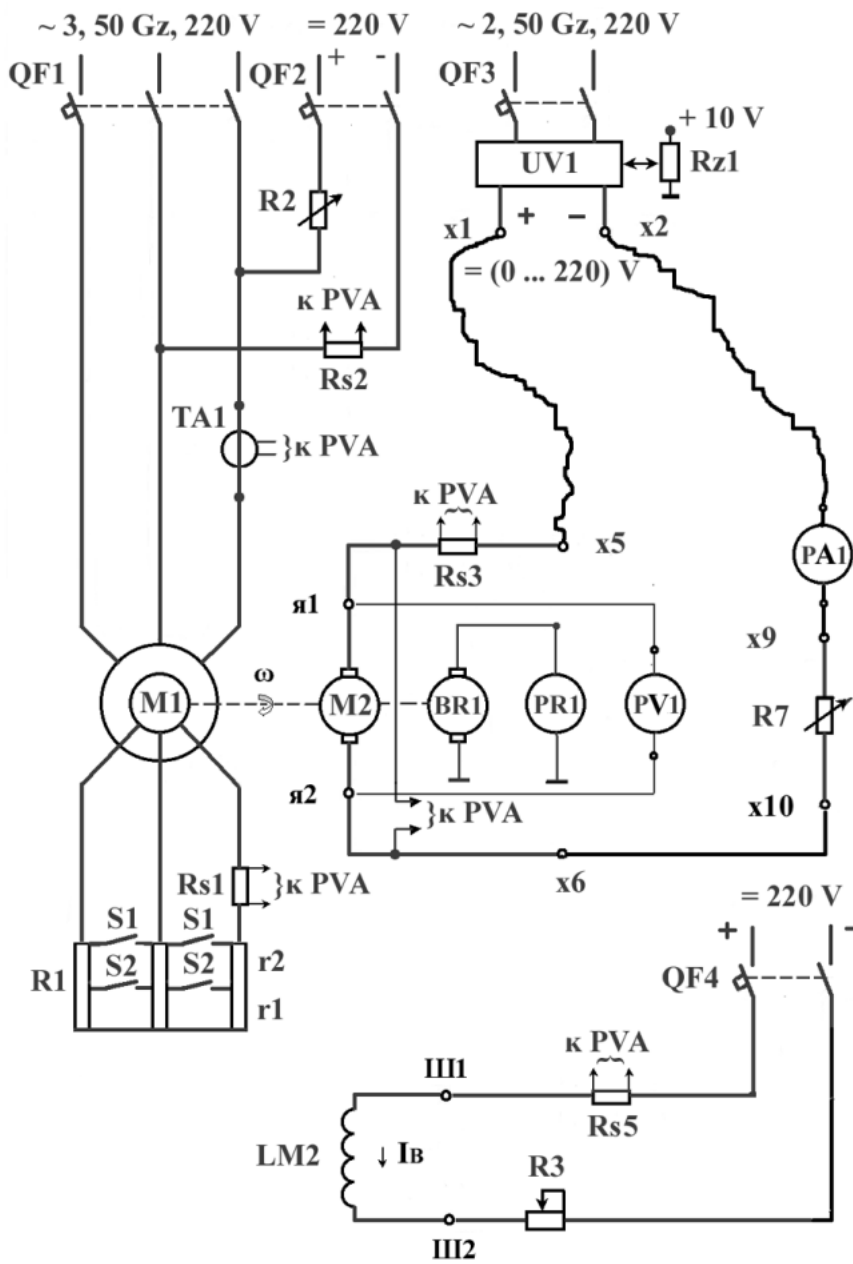 ~ 3, 50 Gz, 220 V
= 220 V
~ 2, 50 Gz, 220 V
QF1
QF2
+
-
QF3
+ 10 V
UV1
Rz1
R2
x1
+
−
x2
= (0 ... 220) V
к PVA
Rs2
TA1
}к PVA
к PVA
Rs3
x5
PA1
я1
x9
ω
M1
M2
BR1
PR1
PV1
R7
я2
}к PVA
x10
x6
Rs1
}к PVA
= 220 V
S1
S1
+
-
S2
S2
r2
R1
r1
QF4
к PVA
Ш1
Rs5
LM2
↓ Iв
R3
Ш2